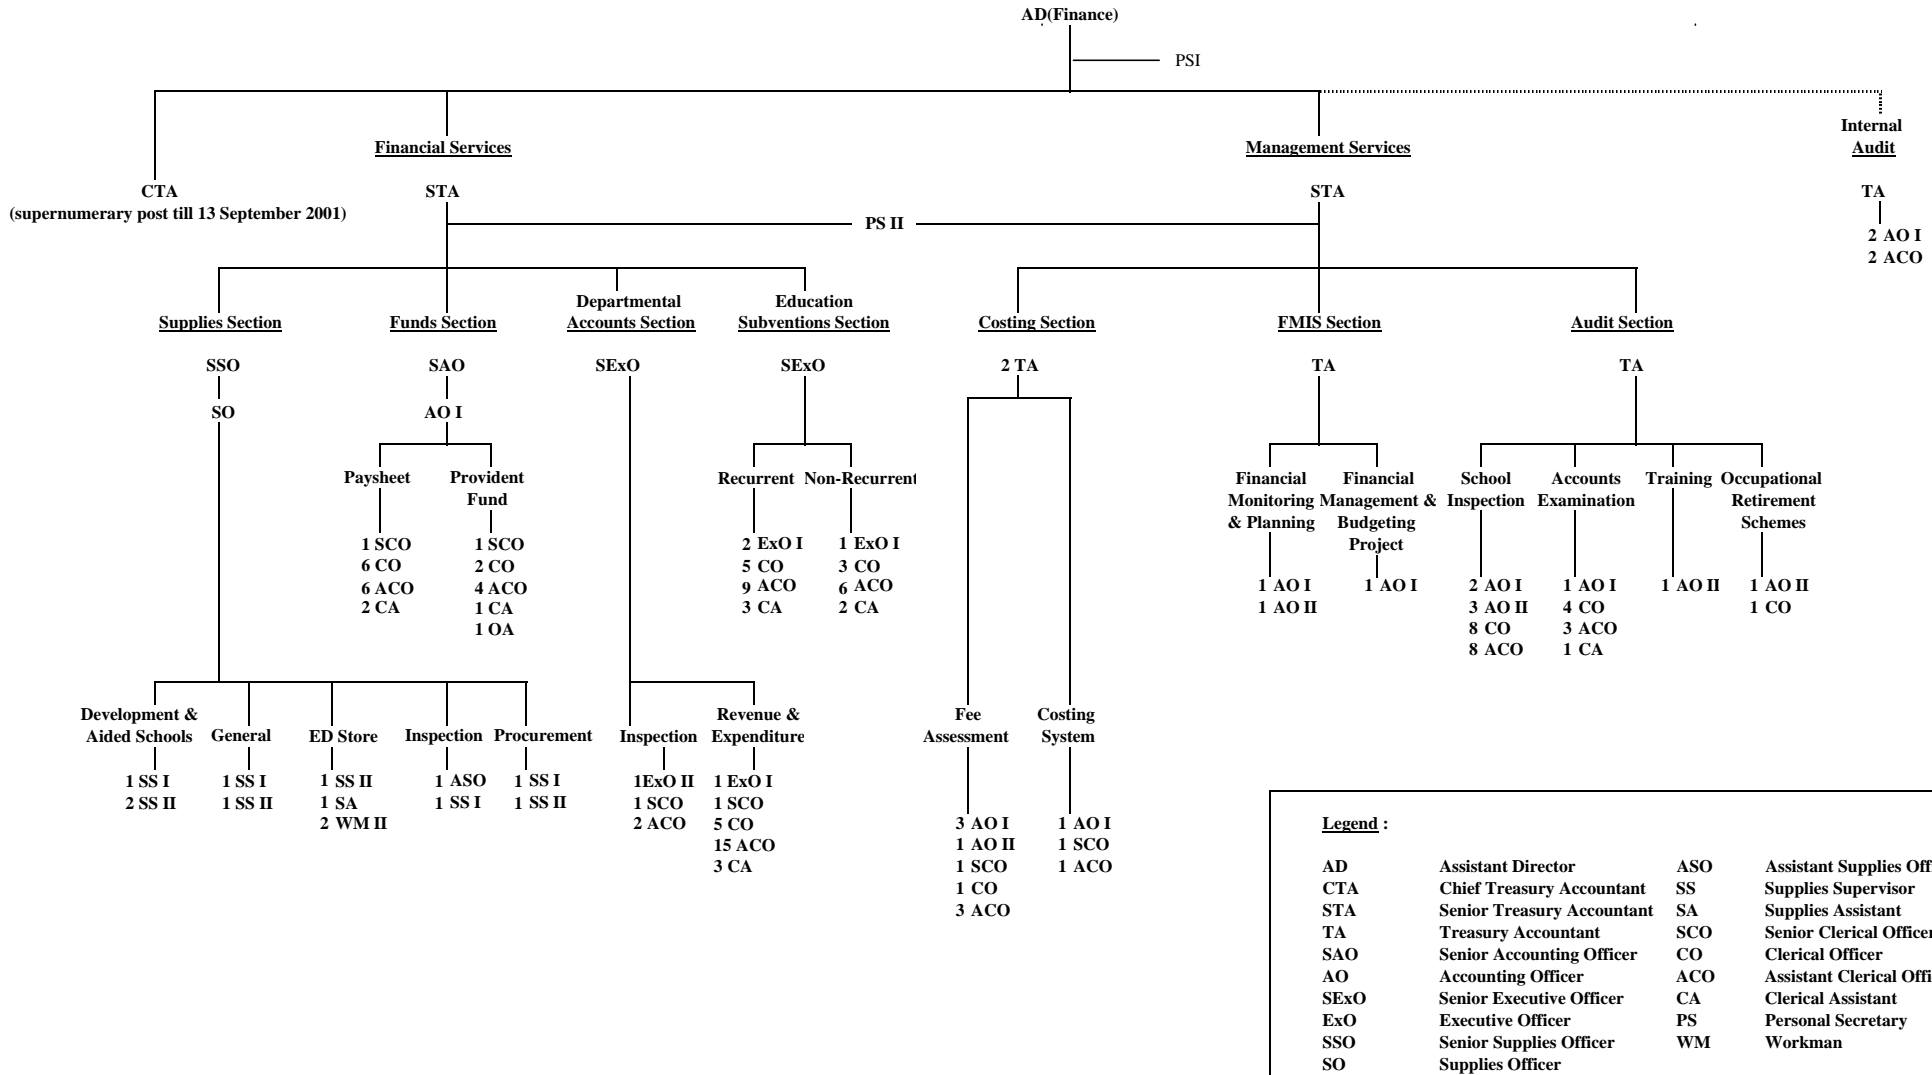 AD(Finance)
PSI
Financial Services
Management Services
Internal
Audit
CTA
(supernumerary post till 13 September 2001)
STA
STA
TA
PS II
2 AO I
2 ACO
Supplies Section
SSO
SO
Funds Section
SAO
AO I
Departmental
Accounts Section
SExO
Education
Subventions Section
SExO
Costing Section
2 TA
FMIS Section
TA
Audit Section
TA
Paysheet
1 SCO
6 CO
6 ACO
2 CA
Provident
Fund
1 SCO
2 CO
4 ACO
1 CA
1 OA
Recurrent
2 ExO I
5 CO
9 ACO
3 CA
Non-Recurrent
1 ExO I
3 CO
6 ACO
2 CA
Financial
Monitoring
& Planning
1 AO I
1 AO II
Financial
Management &
Budgeting
Project
1 AO I
School
Inspection
2 AO I
3 AO II
8 CO
8 ACO
Accounts
Examination
1 AO I
4 CO
3 ACO
1 CA
Training
1 AO II
Occupational
Retirement
Schemes
1 AO II
1 CO
Development &
Aided Schools
1 SS I
2 SS II
General
1 SS I
1 SS II
ED Store
1 SS II
1 SA
2 WM II
Inspection
1 ASO
1 SS I
Procurement
1 SS I
1 SS II
Inspection
1ExO II
1 SCO
2 ACO
Revenue &
Expenditure
1 ExO I
1 SCO
5 CO
15 ACO
3 CA
Fee
Assessment
3 AO I
1 AO II
1 SCO
1 CO
3 ACO
Costing
System
1 AO I
1 SCO
1 ACO
Legend :
AD Assistant Director ASO Assistant Supplies Off
CTA Chief Treasury Accountant SS Supplies Supervisor
STA Senior Treasury Accountant SA Supplies Assistant
TA Treasury Accountant SCO Senior Clerical Officer
SAO Senior Accounting Officer CO Clerical Officer
AO Accounting Officer ACO Assistant Clerical Offi
SExO Senior Executive Officer CA Clerical Assistant
ExO Executive Officer PS Personal Secretary
SSO Senior Supplies Officer WM Workman
SO Supplies Officer